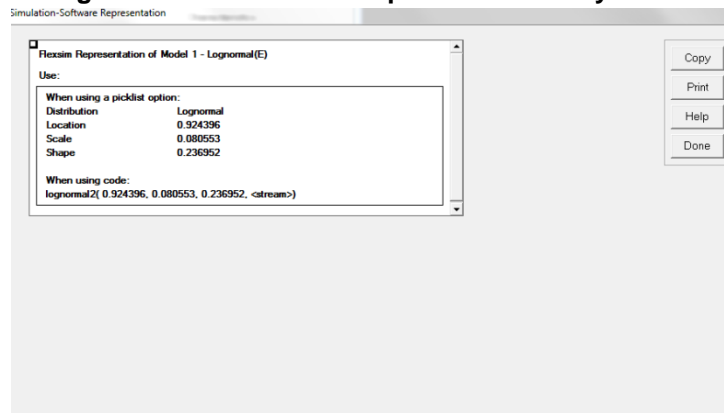 Simulation-Software Representation
Flexsim Representation of Model 1 - Lognormal(E)
Use:
When using a picklist option:
Distribution Lognormal
Location 0.924396
Scale 0.080553
Shape 0.236952
When using code:
lognormal2( 0.924396, 0.080553, 0.236952, <stream>)
Copy
Print
Help
Done